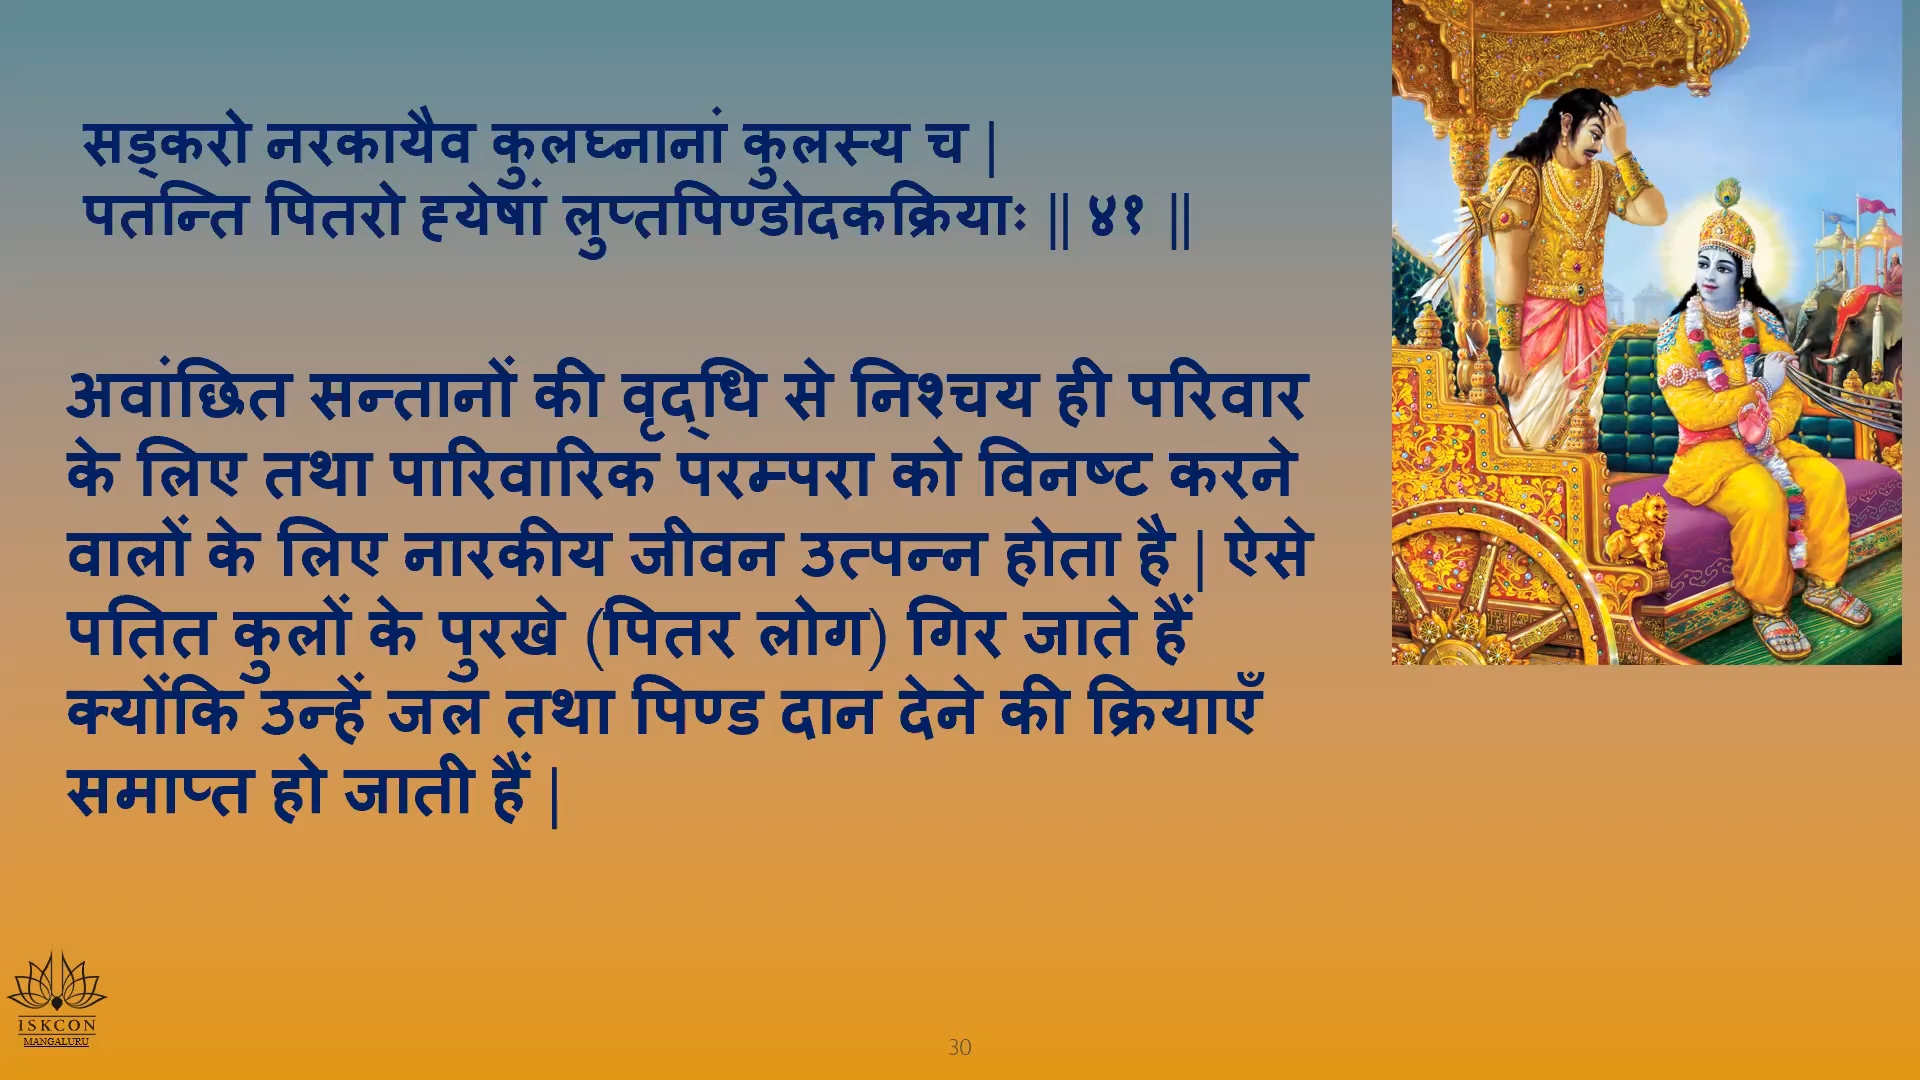 सड्करो नरकायैव कुलघ्नानां कुलस्य च |
पतन्ति पितरो ह्येषां लुप्तपिण्डोदकक्रियाः || ४१ ||
अवांछित सन्तानों की वृद्धि से निश्चय ही परिवार
के लिए तथा पारिवारिक परम्परा को विनष्ट करने
वालों के लिए नारकीय जीवन उत्पन्न होता है | ऐसे
पतित कुलों के पुरखे (पितर लोग) गिर जाते हैं
क्योंकि उन्हें जल तथा पिण्ड दान देने की क्रियाएँ
समाप्त हो जाती हैं |
ISKCON
MANGALURU
30